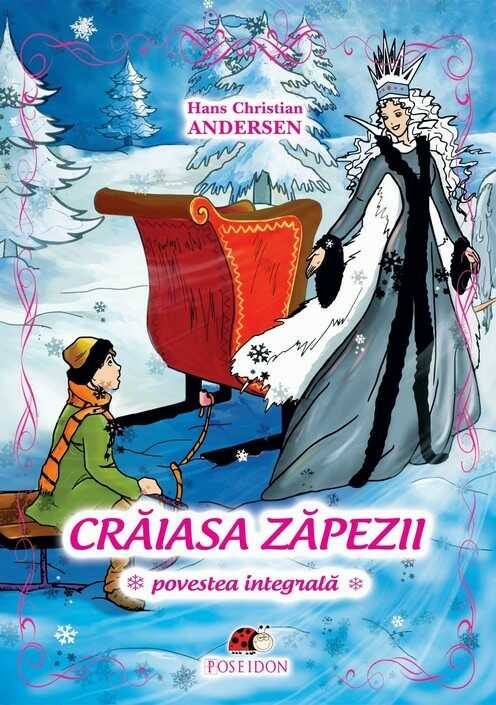 Hans Christian
ANDERSEN
CRĂIASA ZĂPEZII
povestea integrală
POSEIDON